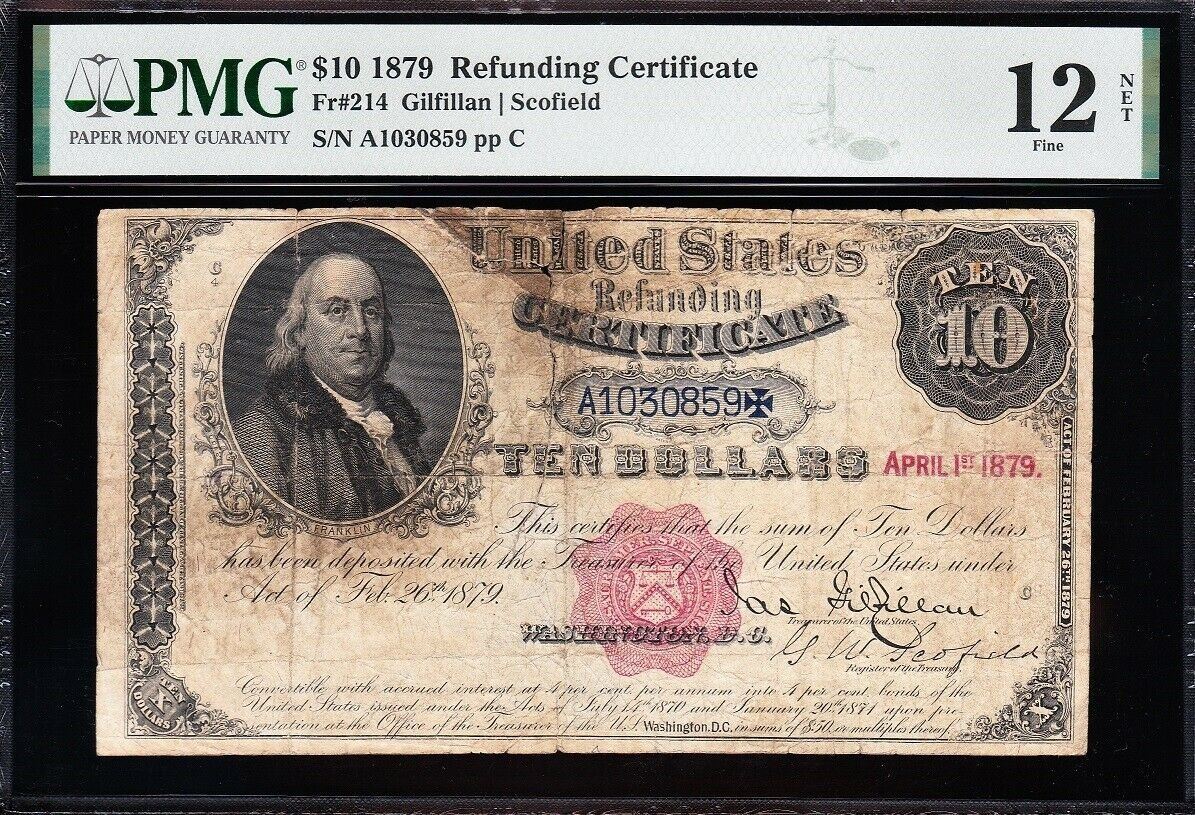 PMG® $10 1879 Refunding Certificate
PAPER MONEY GUARANTY
Fr#214 Gilfillan | Scofield
S/N A1030859 pp C
12 NET
Fine
United States
Refunding
CERTIFICATE
C
4
TEN
10
A1030859
TEN DOLLARS
APRIL 1ST 1879.
ACT OF FEBRUARY 26TH 1879
FRANKLIN
This certifies that the sum of Ten Dollars
has been deposited with the Treasurer of the United States under
Act of Feb. 26th 1879.
C
Jas Gilfillan
Treasurer of the United States.
WASHINGTON, D.C.
G. W. Scofield
Register of the Treasury.
TEN
X
DOLLARS
X
Convertible with accrued interest at 4 per cent. per annum into 4 per cent. bonds of the
United States issued under the Acts of July 14th 1870 and January 20th 1871 upon pre-
sentation at the Office of the Treasurer of the U.S. Washington, D.C. in sums of $50, or multiples thereof.